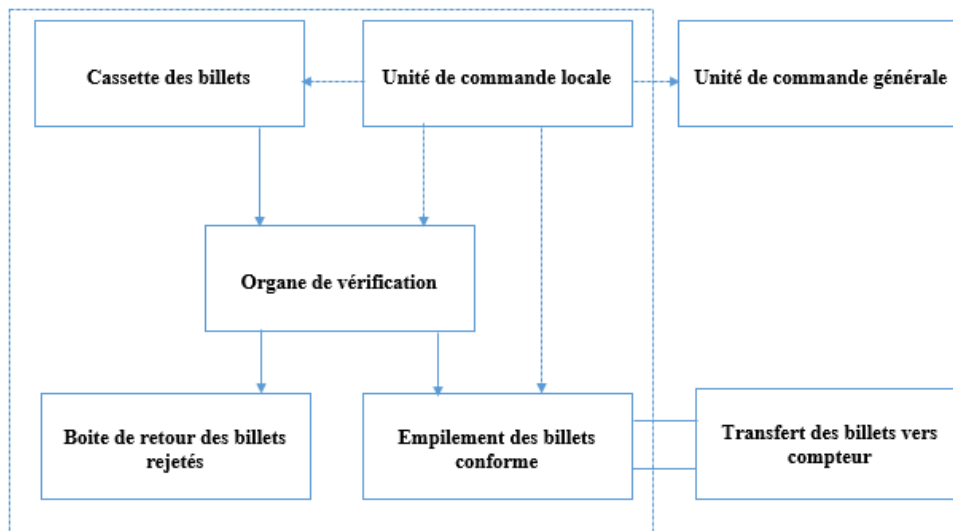 Cassette des billets
Unité de commande locale
Unité de commande générale
Organe de vérification
Boite de retour des billets
rejetés
Empilement des billets
conforme
Transfert des billets vers
compteur